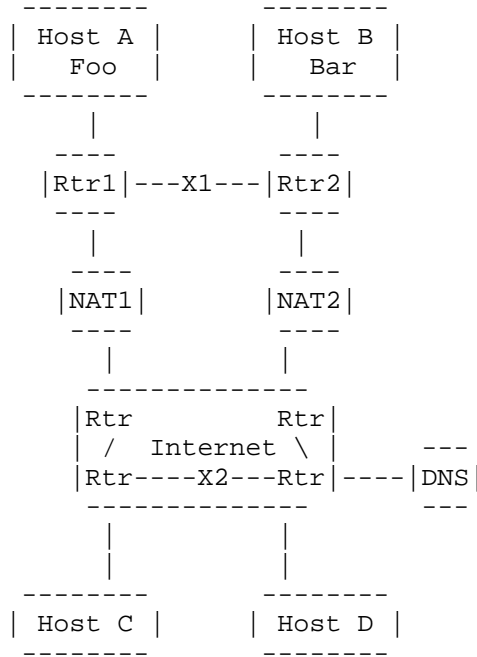 Host A Host B
Foo Bar
Rtr1 X1 Rtr2
NAT1 NAT2
Rtr Rtr
Internet
Rtr X2 Rtr DNS
Host C Host D